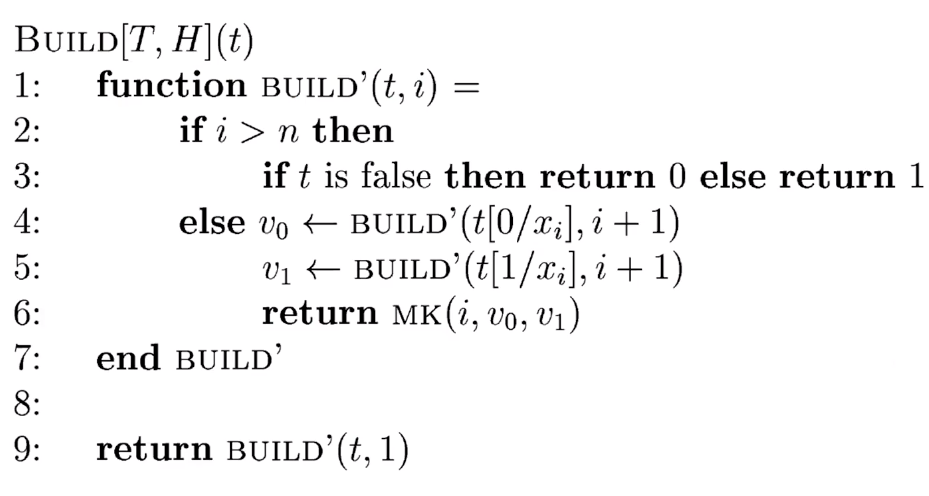 BUILD[T, H](t)
1: function BUILD’(t, i) =
2: if i > n then
3: if t is false then return 0 else return 1
4: else v₀ ← BUILD’(t[0/xᵢ], i + 1)
5: v₁ ← BUILD’(t[1/xᵢ], i + 1)
6: return MK(i, v₀, v₁)
7: end BUILD’
8:
9: return BUILD’(t, 1)